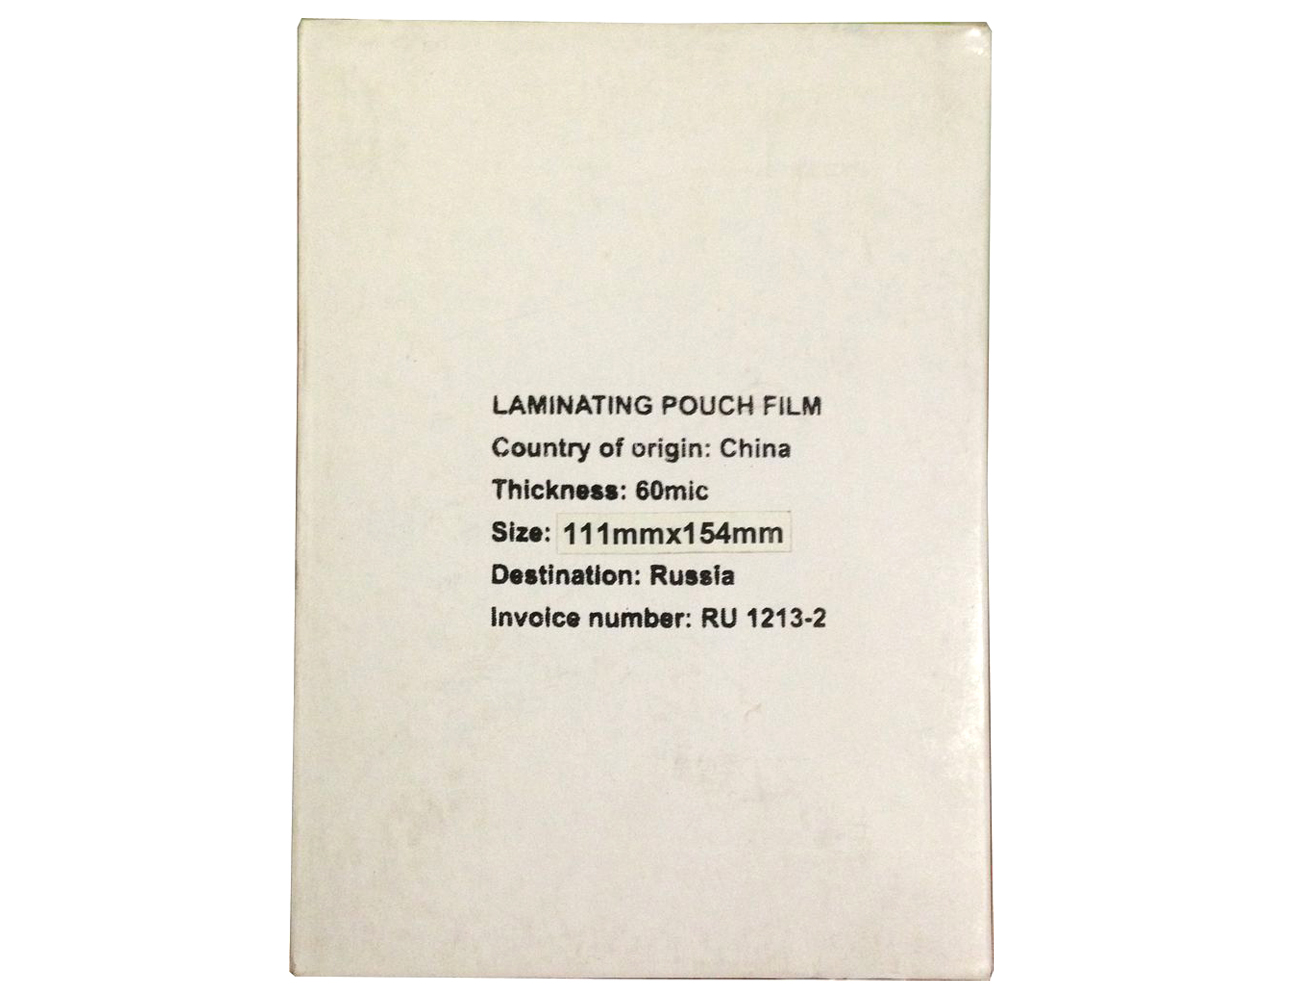 LAMINATING POUCH FILM
Country of origin: China
Thickness: 60mic
Size: 111mmx154mm
Destination: Russia
Invoice number: RU 1213-2